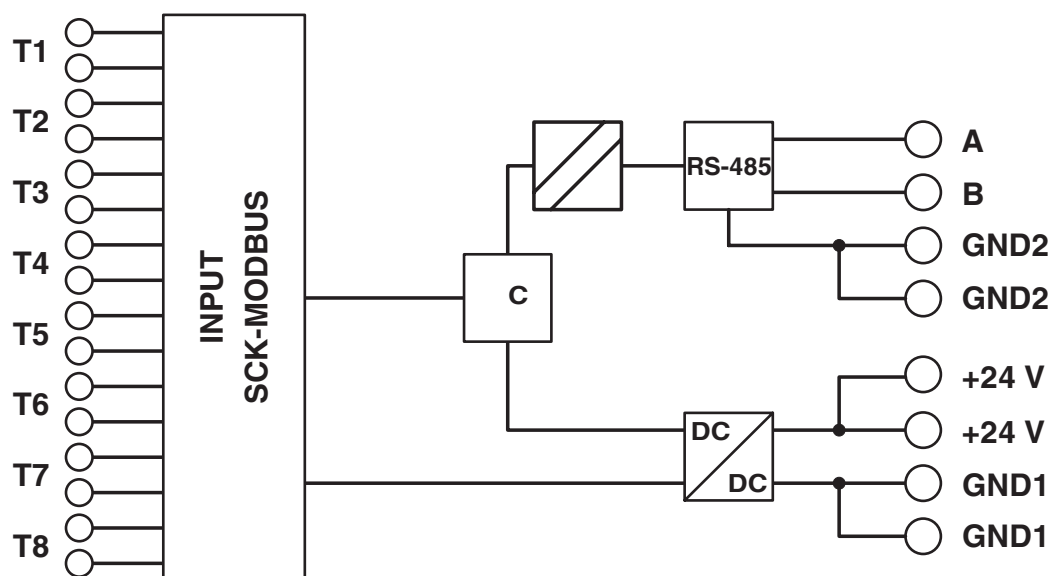 T1
T2
T3
T4
T5
T6
T7
T8
INPUT
SCK-MODBUS
C
RS-485
DC
DC
A
B
GND2
GND2
+24 V
+24 V
GND1
GND1